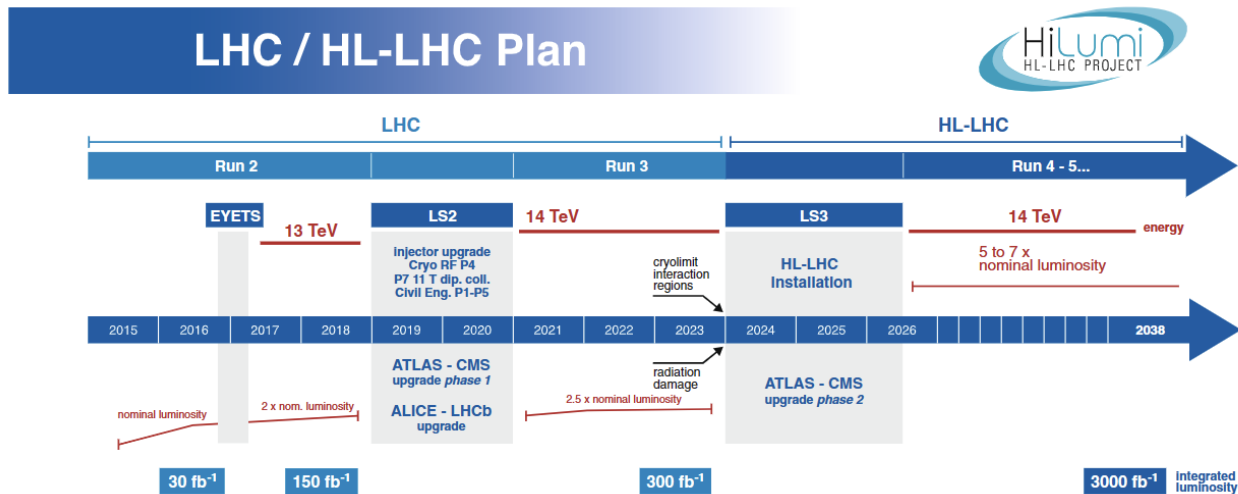 LHC / HL-LHC Plan
HiLumi
HL-LHC PROJECT
LHC
HL-LHC
Run 2
Run 3
Run 4 - 5...
EYETS
13 TeV
LS2
14 TeV
LS3
14 TeV
energy
injector upgrade
Cryo RF P4
P7 11 T dip. coll.
Civil Eng. P1-P5
cryolimit
interaction
regions
HL-LHC
Installation
5 to 7 x
nominal luminosity
2015 2016 2017 2018 2019 2020 2021 2022 2023 2024 2025 2026 2038
nominal luminosity
2 x nom. luminosity
ATLAS - CMS
upgrade phase 1
ALICE - LHCb
upgrade
2.5 x nominal luminosity
radiation
damage
ATLAS - CMS
upgrade phase 2
30 fb-1
150 fb-1
300 fb-1
3000 fb-1
integrated
luminosity